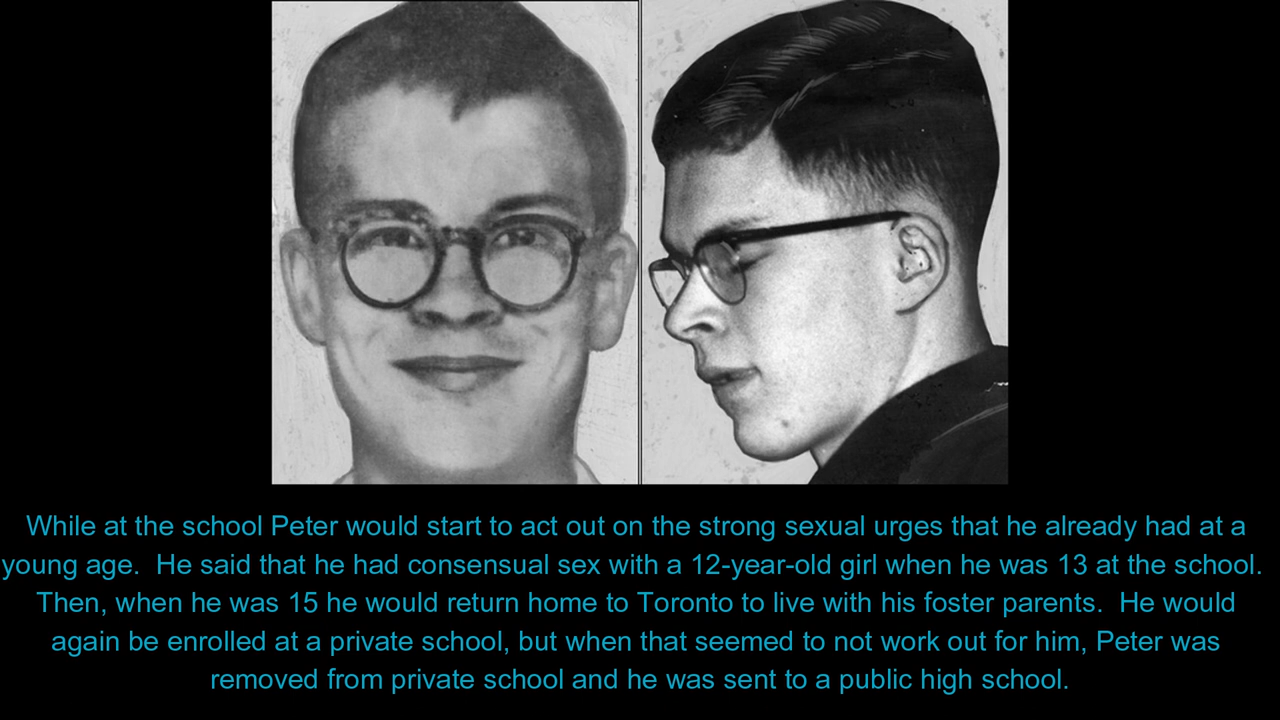 While at the school Peter would start to act out on the strong sexual urges that he already had at a
young age.  He said that he had consensual sex with a 12-year-old girl when he was 13 at the school.
Then, when he was 15 he would return home to Toronto to live with his foster parents.  He would
again be enrolled at a private school, but when that seemed to not work out for him, Peter was
removed from private school and he was sent to a public high school.